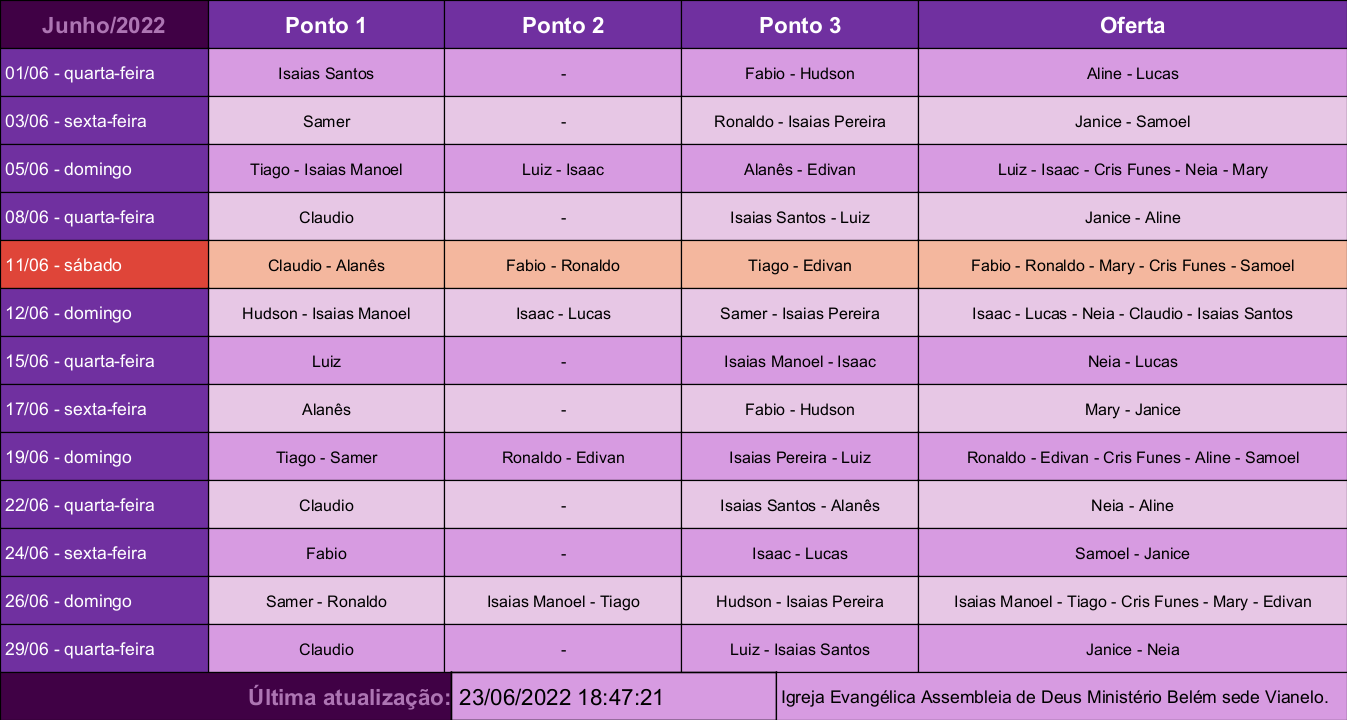 Junho/2022 Ponto 1 Ponto 2 Ponto 3 Oferta
01/06 - quarta-feira Isaias Santos - Fabio - Hudson Aline - Lucas
03/06 - sexta-feira Samer - Ronaldo - Isaias Pereira Janice - Samoel
05/06 - domingo Tiago - Isaias Manoel Luiz - Isaac Alanês - Edivan Luiz - Isaac - Cris Funes - Neia - Mary
08/06 - quarta-feira Claudio - Isaias Santos - Luiz Janice - Aline
11/06 - sábado Claudio - Alanês Fabio - Ronaldo Tiago - Edivan Fabio - Ronaldo - Mary - Cris Funes - Samoel
12/06 - domingo Hudson - Isaias Manoel Isaac - Lucas Samer - Isaias Pereira Isaac - Lucas - Neia - Claudio - Isaias Santos
15/06 - quarta-feira Luiz - Isaias Manoel - Isaac Neia - Lucas
17/06 - sexta-feira Alanês - Fabio - Hudson Mary - Janice
19/06 - domingo Tiago - Samer Ronaldo - Edivan Isaias Pereira - Luiz Ronaldo - Edivan - Cris Funes - Aline - Samoel
22/06 - quarta-feira Claudio - Isaias Santos - Alanês Neia - Aline
24/06 - sexta-feira Fabio - Isaac - Lucas Samoel - Janice
26/06 - domingo Samer - Ronaldo Isaias Manoel - Tiago Hudson - Isaias Pereira Isaias Manoel - Tiago - Cris Funes - Mary - Edivan
29/06 - quarta-feira Claudio - Luiz - Isaias Santos Janice - Neia
Última atualização: 23/06/2022 18:47:21 Igreja Evangélica Assembleia de Deus Ministério Belém sede Vianelo.